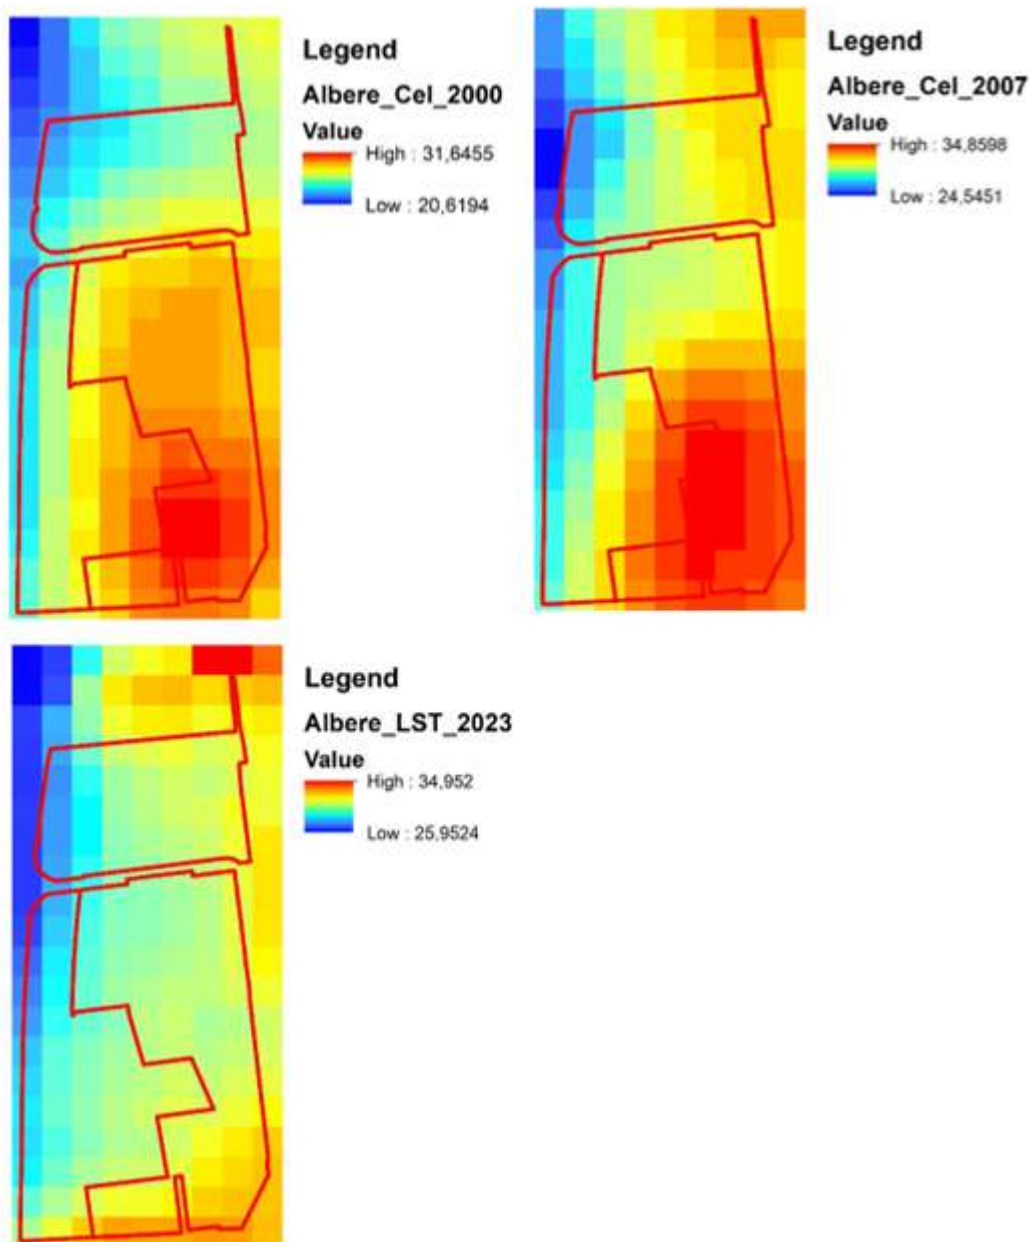 Legend
Albere_Cel_2000
Value
High : 31,6455
Low : 20,6194
Legend
Albere_Cel_2007
Value
High : 34,8598
Low : 24,5451
Legend
Albere_LST_2023
Value
High : 34,952
Low : 25,9524